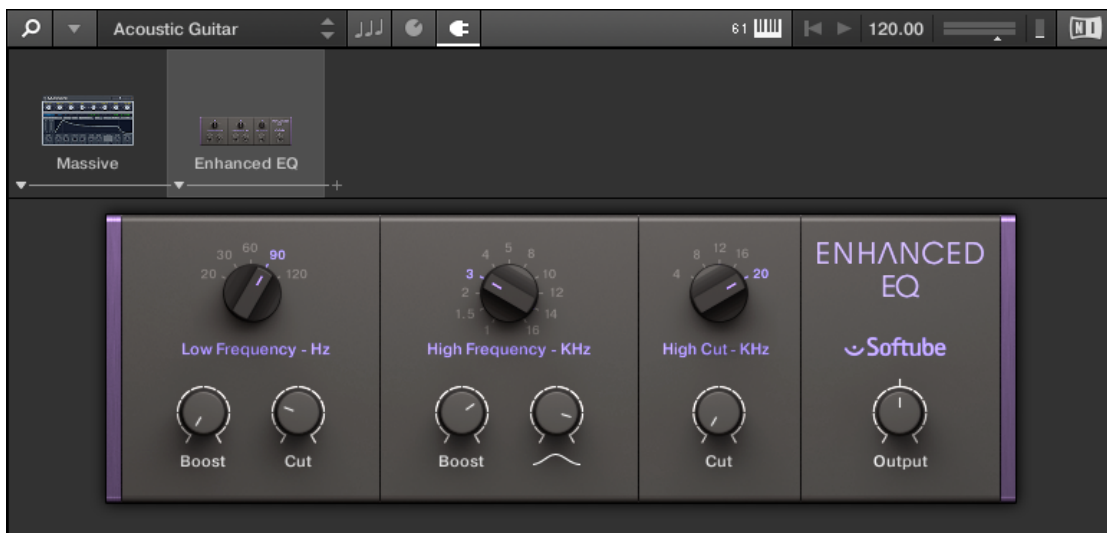 Acoustic Guitar
61
120.00
NI
Massive
Enhanced EQ
20 30 60 90 120
Low Frequency - Hz
Boost
Cut
1 1.5 2 3 4 5 8 10 12 14 16
High Frequency - KHz
Boost
4 8 12 16 20
High Cut - KHz
Cut
ENHΛNCED
EQ
Softube
Output